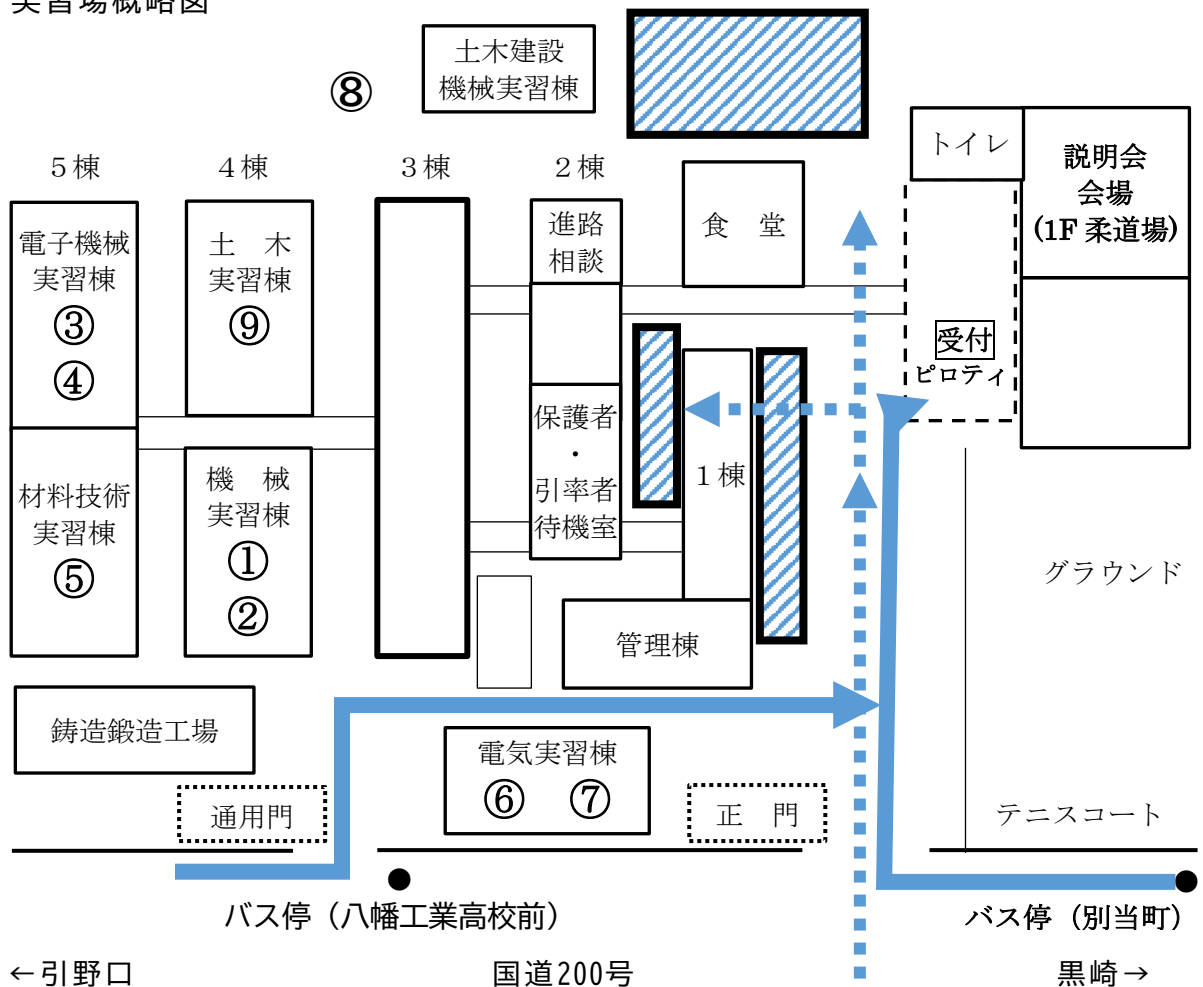 実習場概略図
土木建設
機械実習棟
⑧
トイレ
説明会
会場
(1F 柔道場)
５棟
４棟
３棟
２棟
電子機械
実習棟
③
④
土　木
実習棟
⑨
進路
相談
食　堂
受付
ピロティ
保護者
・
引率者
待機室
１棟
材料技術
実習棟
⑤
機　械
実習棟
①
②
グラウンド
管理棟
鋳造鍛造工場
電気実習棟
⑥　⑦
通用門
正　門
テニスコート
バス停（八幡工業高校前）
バス停（別当町）
←引野口
国道200号
黒崎→